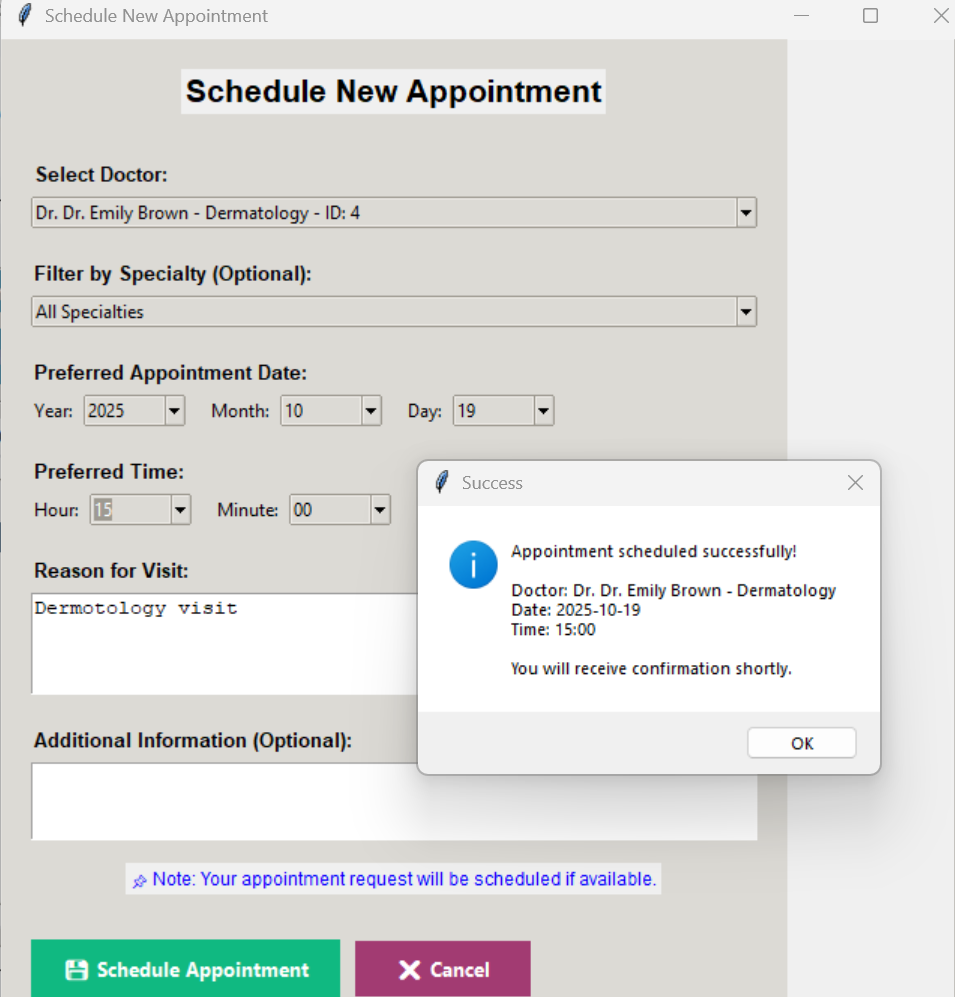 Schedule New Appointment
Schedule New Appointment
Select Doctor:
Dr. Dr. Emily Brown - Dermatology - ID: 4
Filter by Specialty (Optional):
All Specialties
Preferred Appointment Date:
Year: 2025 Month: 10 Day: 19
Preferred Time:
Hour: 15 Minute: 00
Reason for Visit:
Dermotology visit
Additional Information (Optional):
Note: Your appointment request will be scheduled if available.
Schedule Appointment Cancel
Success
Appointment scheduled successfully!
Doctor: Dr. Dr. Emily Brown - Dermatology
Date: 2025-10-19
Time: 15:00
You will receive confirmation shortly.
OK